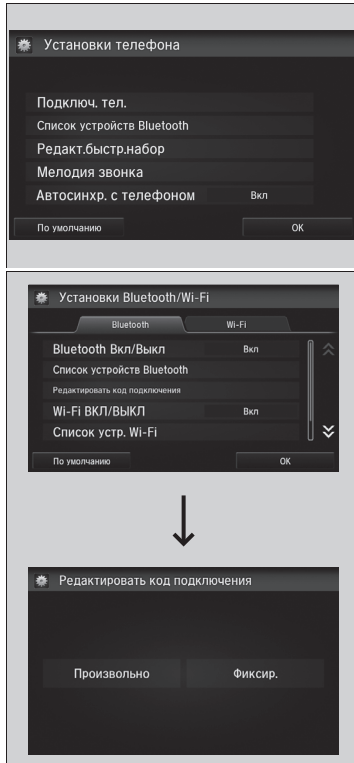 Установки телефона
Подключ. тел.
Список устройств Bluetooth
Редакт.быстр.набор
Мелодия звонка
Автосинхр. с телефоном Вкл
По умолчанию OK
Установки Bluetooth/Wi-Fi
Bluetooth Wi-Fi
Bluetooth Вкл/Выкл Вкл
Список устройств Bluetooth
Редактировать код подключения
Wi-Fi ВКЛ/ВЫКЛ Вкл
Список устр. Wi-Fi
По умолчанию OK
Редактировать код подключения
Произвольно Фиксир.